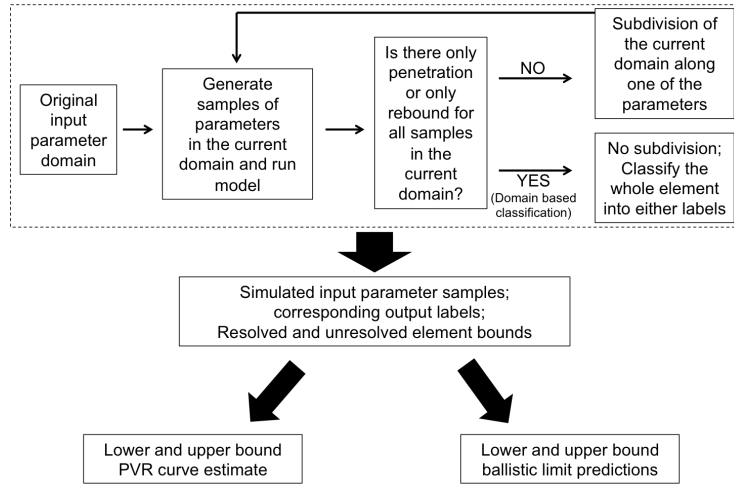 Original
input
parameter
domain
Generate
samples of
parameters
in the current
domain and run
model
Is there only
penetration
or only
rebound for
all samples
in the
current
domain?
NO
Subdivision of
the current
domain along
one of the
parameters
YES
(Domain based
classification)
No subdivision;
Classify the
whole element
into either labels
Simulated input parameter samples;
corresponding output labels;
Resolved and unresolved element bounds
Lower and upper bound
PVR curve estimate
Lower and upper bound
ballistic limit predictions